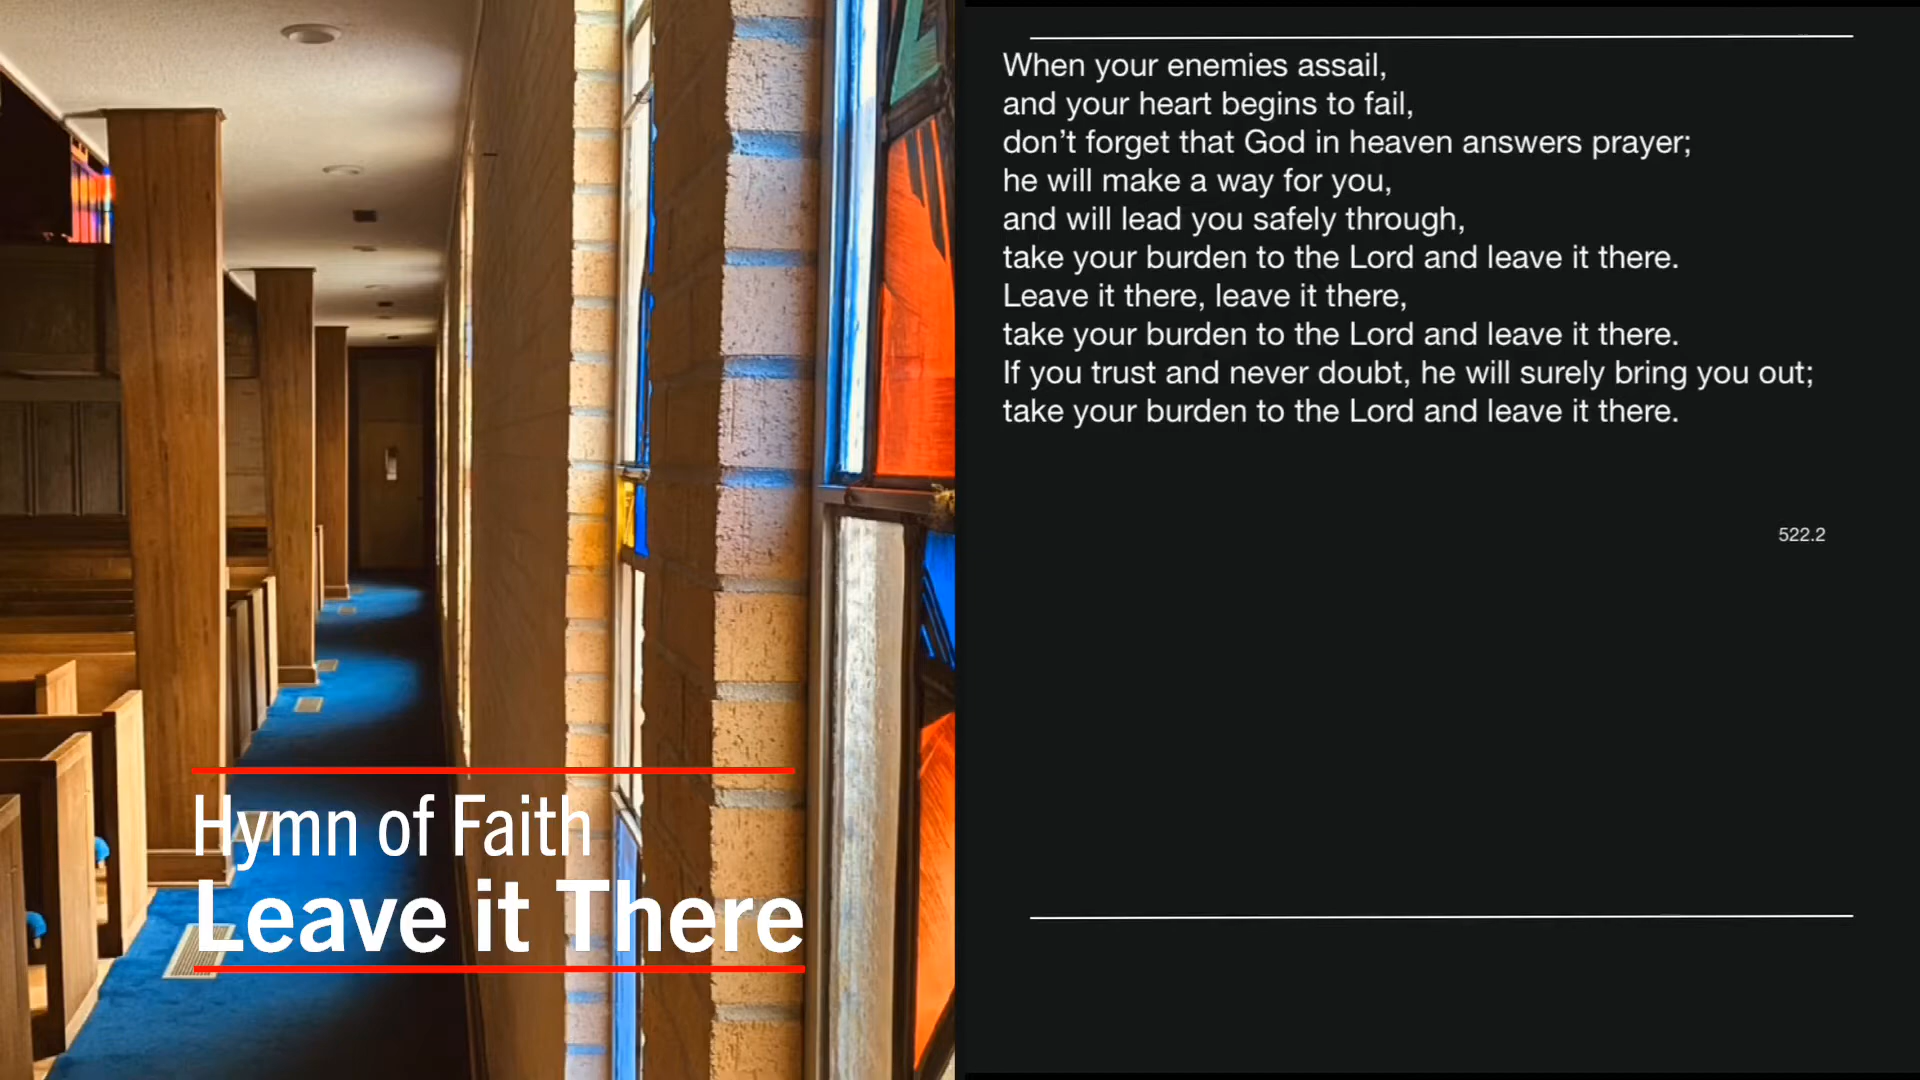 When your enemies assail,
and your heart begins to fail,
don’t forget that God in heaven answers prayer;
he will make a way for you,
and will lead you safely through,
take your burden to the Lord and leave it there.
Leave it there, leave it there,
take your burden to the Lord and leave it there.
If you trust and never doubt, he will surely bring you out;
take your burden to the Lord and leave it there.
522.2
Hymn of Faith
Leave it There